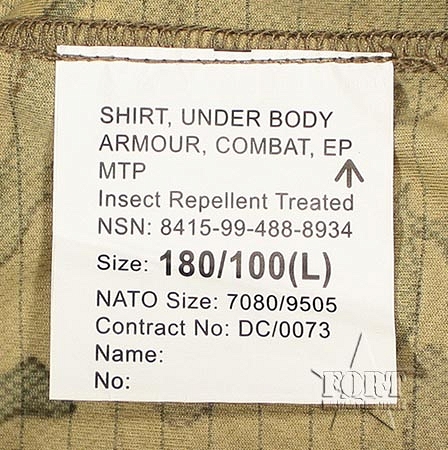 SHIRT, UNDER BODY
ARMOUR, COMBAT, EP
MTP
Insect Repellent Treated
NSN: 8415-99-488-8934
Size: 180/100(L)
NATO Size: 7080/9505
Contract No: DC/0073
Name:
No:
FORT